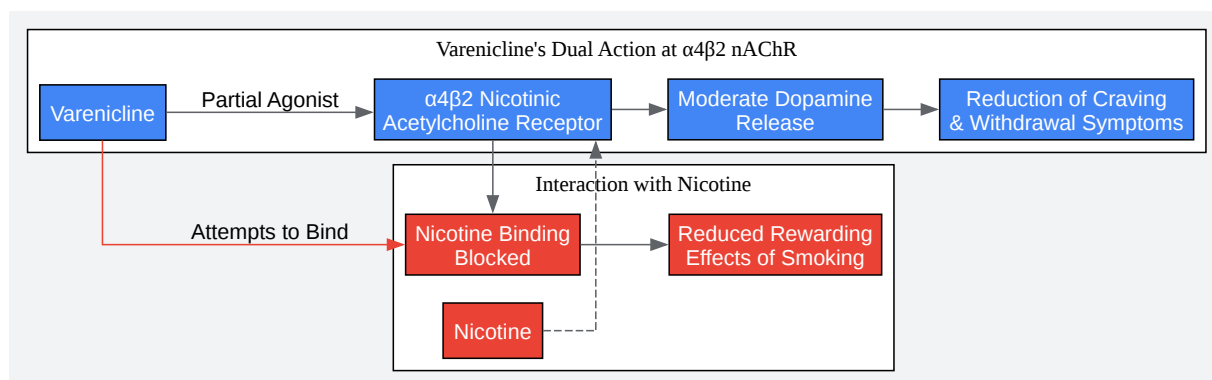 Varenicline's Dual Action at α4β2 nAChR
Varenicline
Partial Agonist
α4β2 Nicotinic
Acetylcholine Receptor
Moderate Dopamine
Release
Reduction of Craving
& Withdrawal Symptoms
Interaction with Nicotine
Attempts to Bind
Nicotine Binding
Blocked
Reduced Rewarding
Effects of Smoking
Nicotine